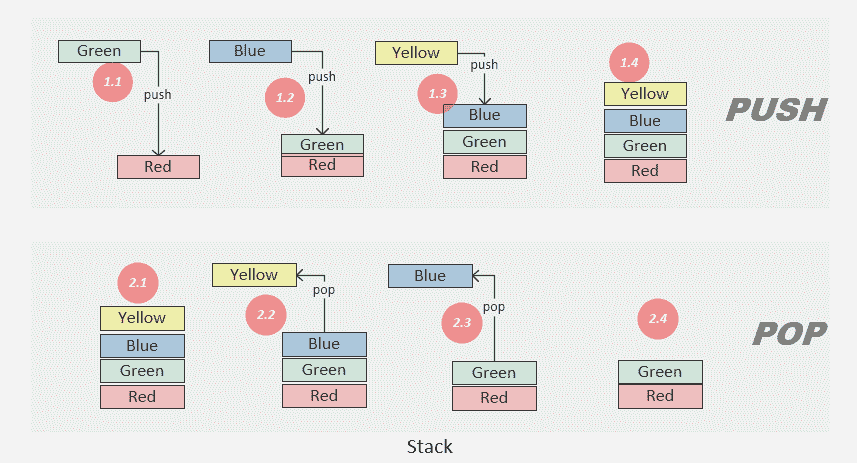 Green
1.1
push
Red
Blue
push
1.2
Green
Red
Yellow
push
1.3
Blue
Green
Red
1.4
Yellow
Blue
Green
Red
PUSH
2.1
Yellow
Blue
Green
Red
Yellow
pop
2.2
Blue
Green
Red
Blue
pop
2.3
Green
Red
2.4
Green
Red
POP
Stack